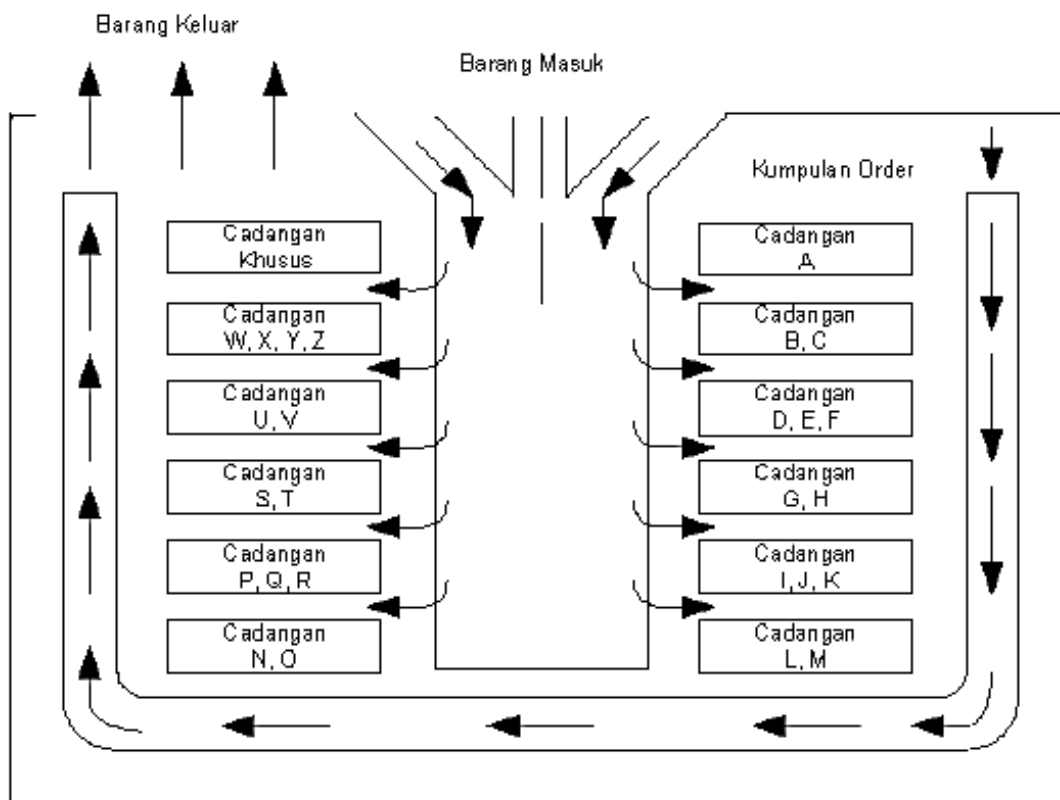 Barang Keluar
Barang Masuk
Kumpulan Order
Cadangan
Khusus
Cadangan
W, X, Y, Z
Cadangan
U, V
Cadangan
S, T
Cadangan
P, Q, R
Cadangan
N, O
Cadangan
A
Cadangan
B, C
Cadangan
D, E, F
Cadangan
G, H
Cadangan
I, J, K
Cadangan
L, M